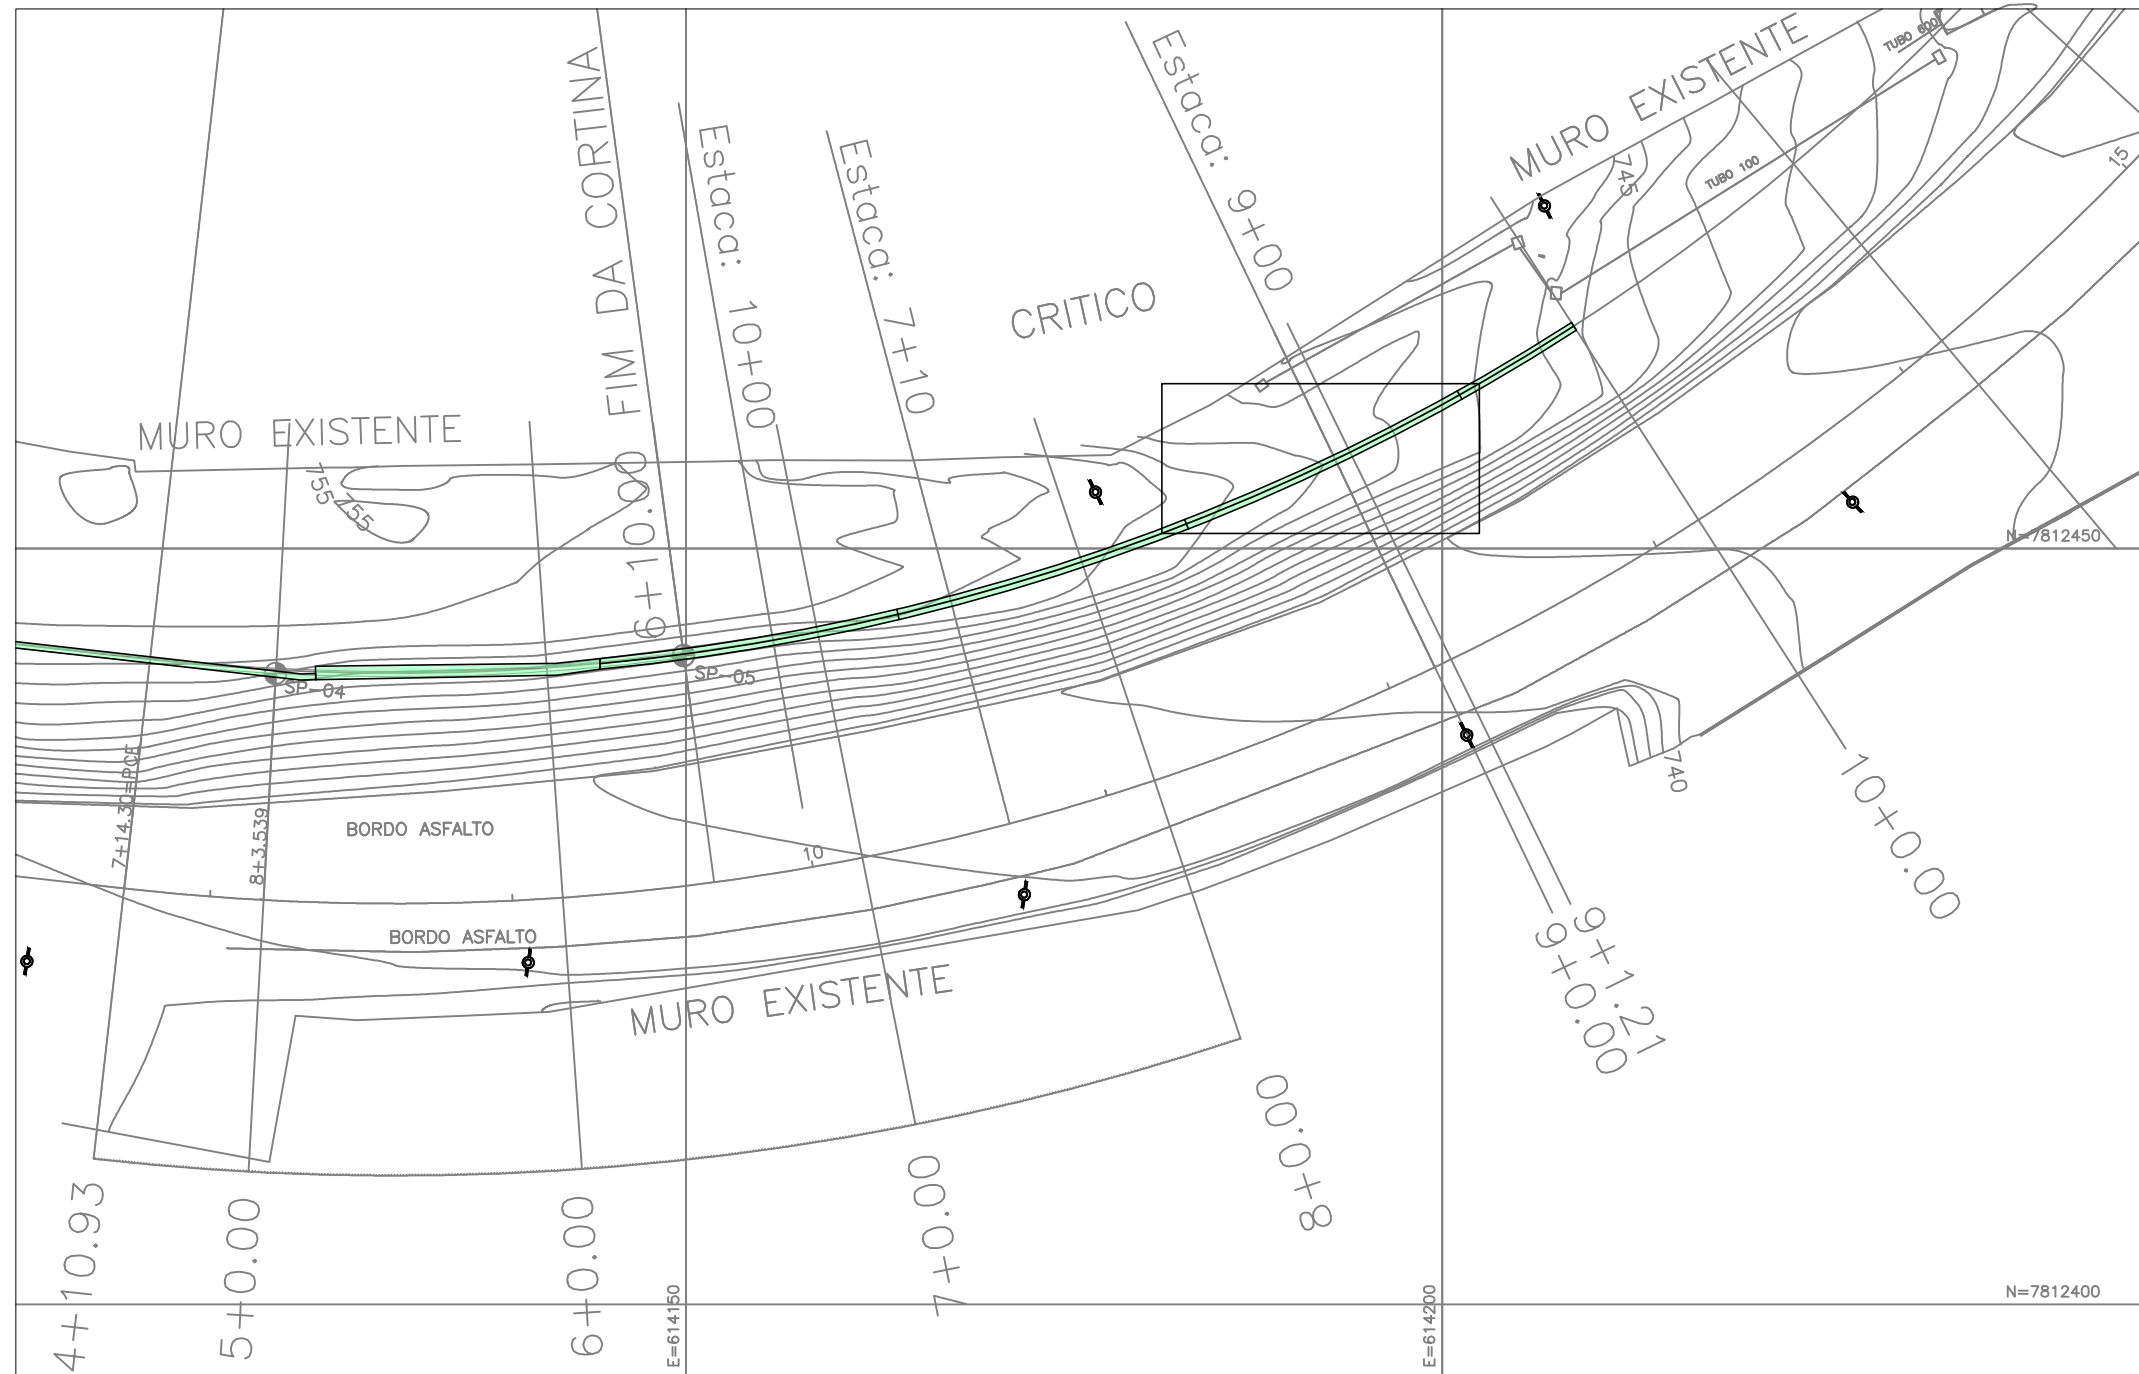 TUBO 600
MURO EXISTENTE
Estaca: 9+00
6+10.00 FIM DA CORTINA
Estaca: 10+00
Estaca: 7+10
745
TUBO 100
15
CRITICO
MURO EXISTENTE
755
755
N=7812450
SP-04
SP-05
740
7+14.30=PCE
8+3.539
BORDO ASFALTO
10
10+0.00
BORDO ASFALTO
9+1.21
9+0.00
MURO EXISTENTE
8+0.00
7+0.00
4+10.93
5+0.00
6+0.00
E=614150
E=614200
N=7812400